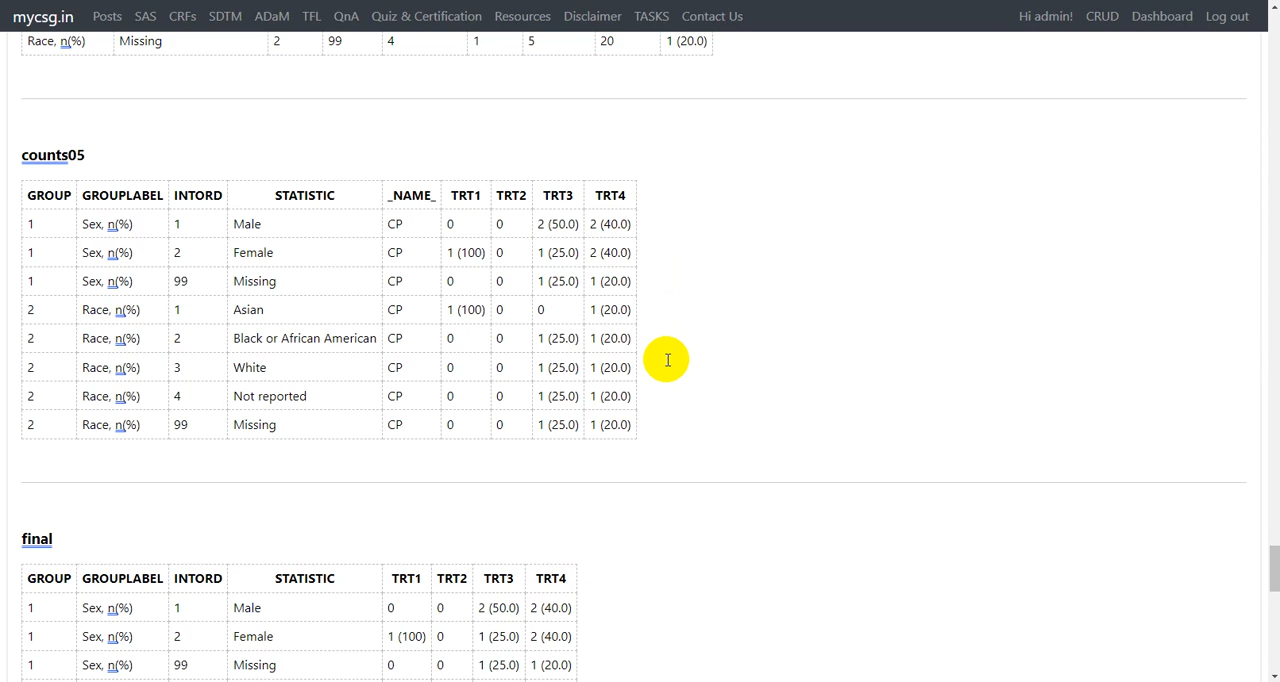 mycsg.in Posts SAS CRFs SDTM ADaM TFL QnA Quiz & Certification Resources Disclaimer TASKS Contact Us Hi admin! CRUD Dashboard Log out
Race, n(%) Missing 2 99 4 1 5 20 1 (20.0)
counts05
GROUP GROUPLABEL INTORD STATISTIC _NAME_ TRT1 TRT2 TRT3 TRT4
1 Sex, n(%) 1 Male CP 0 0 2 (50.0) 2 (40.0)
1 Sex, n(%) 2 Female CP 1 (100) 0 1 (25.0) 2 (40.0)
1 Sex, n(%) 99 Missing CP 0 0 1 (25.0) 1 (20.0)
2 Race, n(%) 1 Asian CP 1 (100) 0 0 1 (20.0)
2 Race, n(%) 2 Black or African American CP 0 0 1 (25.0) 1 (20.0)
2 Race, n(%) 3 White CP 0 0 1 (25.0) 1 (20.0)
2 Race, n(%) 4 Not reported CP 0 0 1 (25.0) 1 (20.0)
2 Race, n(%) 99 Missing CP 0 0 1 (25.0) 1 (20.0)
final
GROUP GROUPLABEL INTORD STATISTIC TRT1 TRT2 TRT3 TRT4
1 Sex, n(%) 1 Male 0 0 2 (50.0) 2 (40.0)
1 Sex, n(%) 2 Female 1 (100) 0 1 (25.0) 2 (40.0)
1 Sex, n(%) 99 Missing 0 0 1 (25.0) 1 (20.0)